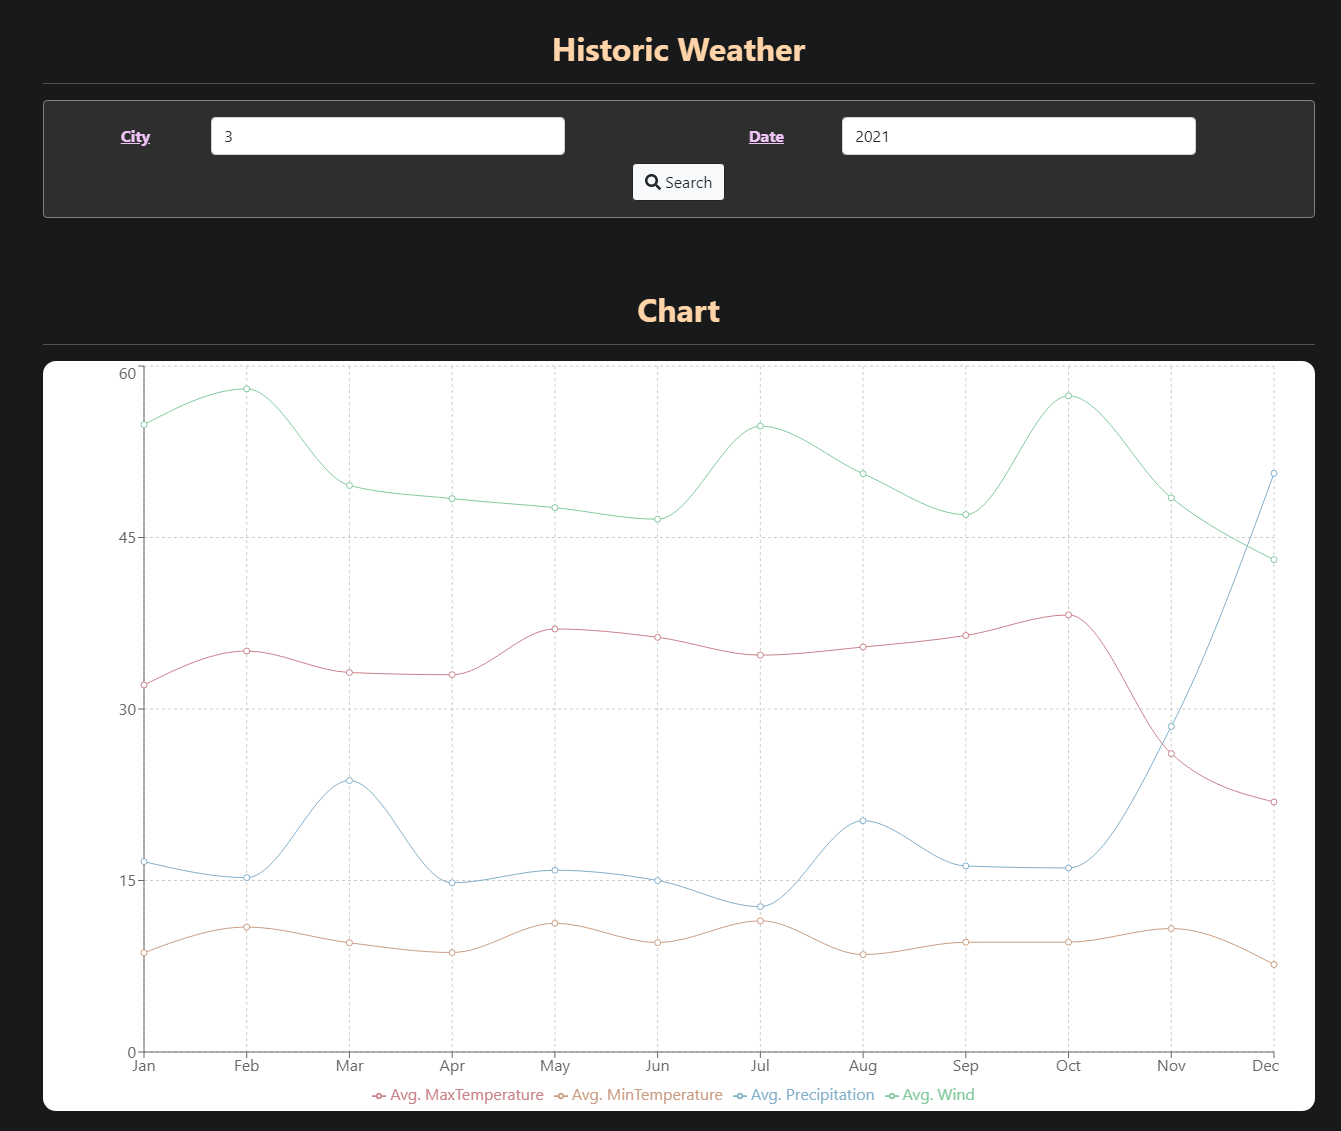 Historic Weather
City 3 Date 2021
Search
Chart
60
45
30
15
0
Jan Feb Mar Apr May Jun Jul Aug Sep Oct Nov Dec
Avg. MaxTemperature Avg. MinTemperature Avg. Precipitation Avg. Wind